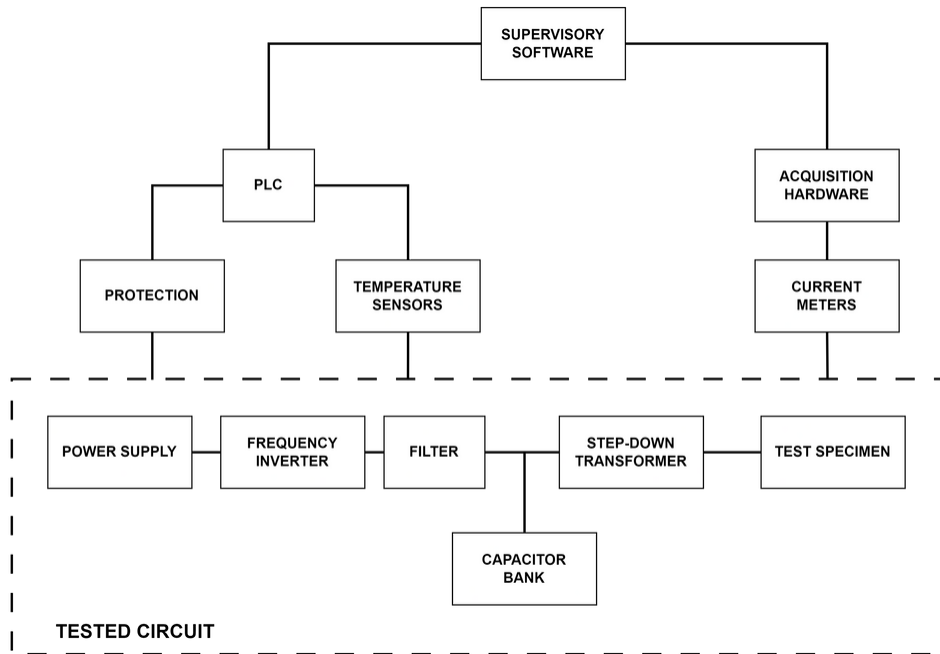 SUPERVISORY
SOFTWARE
PLC
ACQUISITION
HARDWARE
PROTECTION
TEMPERATURE
SENSORS
CURRENT
METERS
POWER SUPPLY
FREQUENCY
INVERTER
FILTER
STEP-DOWN
TRANSFORMER
TEST SPECIMEN
CAPACITOR
BANK
TESTED CIRCUIT